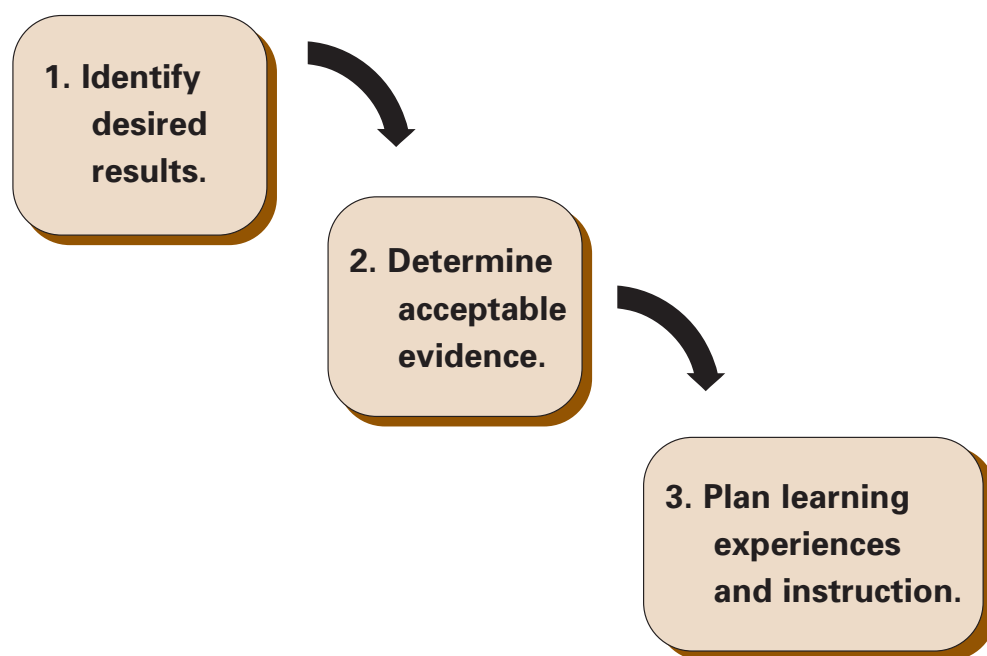 1. Identify
desired
results.
2. Determine
acceptable
evidence.
3. Plan learning
experiences
and instruction.